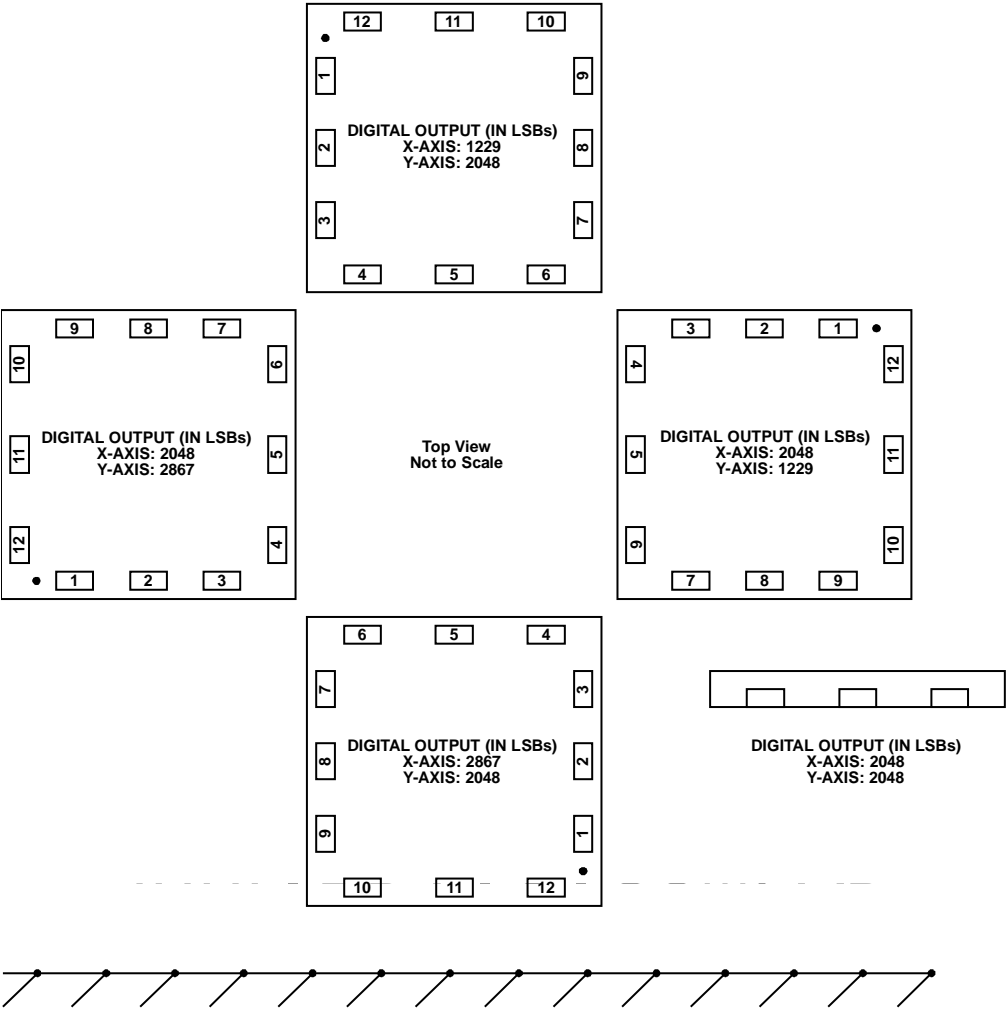 12 11 10
1 9
DIGITAL OUTPUT (IN LSBs)
X-AXIS: 1229
Y-AXIS: 2048
2 8
3 7
4 5 6
9 8 7
10 6
DIGITAL OUTPUT (IN LSBs)
X-AXIS: 2048
Y-AXIS: 2867
11 5
12 4
1 2 3
Top View
Not to Scale
3 2 1
4 12
DIGITAL OUTPUT (IN LSBs)
X-AXIS: 2048
Y-AXIS: 1229
5 11
6 10
7 8 9
6 5 4
7 3
DIGITAL OUTPUT (IN LSBs)
X-AXIS: 2867
Y-AXIS: 2048
8 2
9 1
10 11 12
DIGITAL OUTPUT (IN LSBs)
X-AXIS: 2048
Y-AXIS: 2048